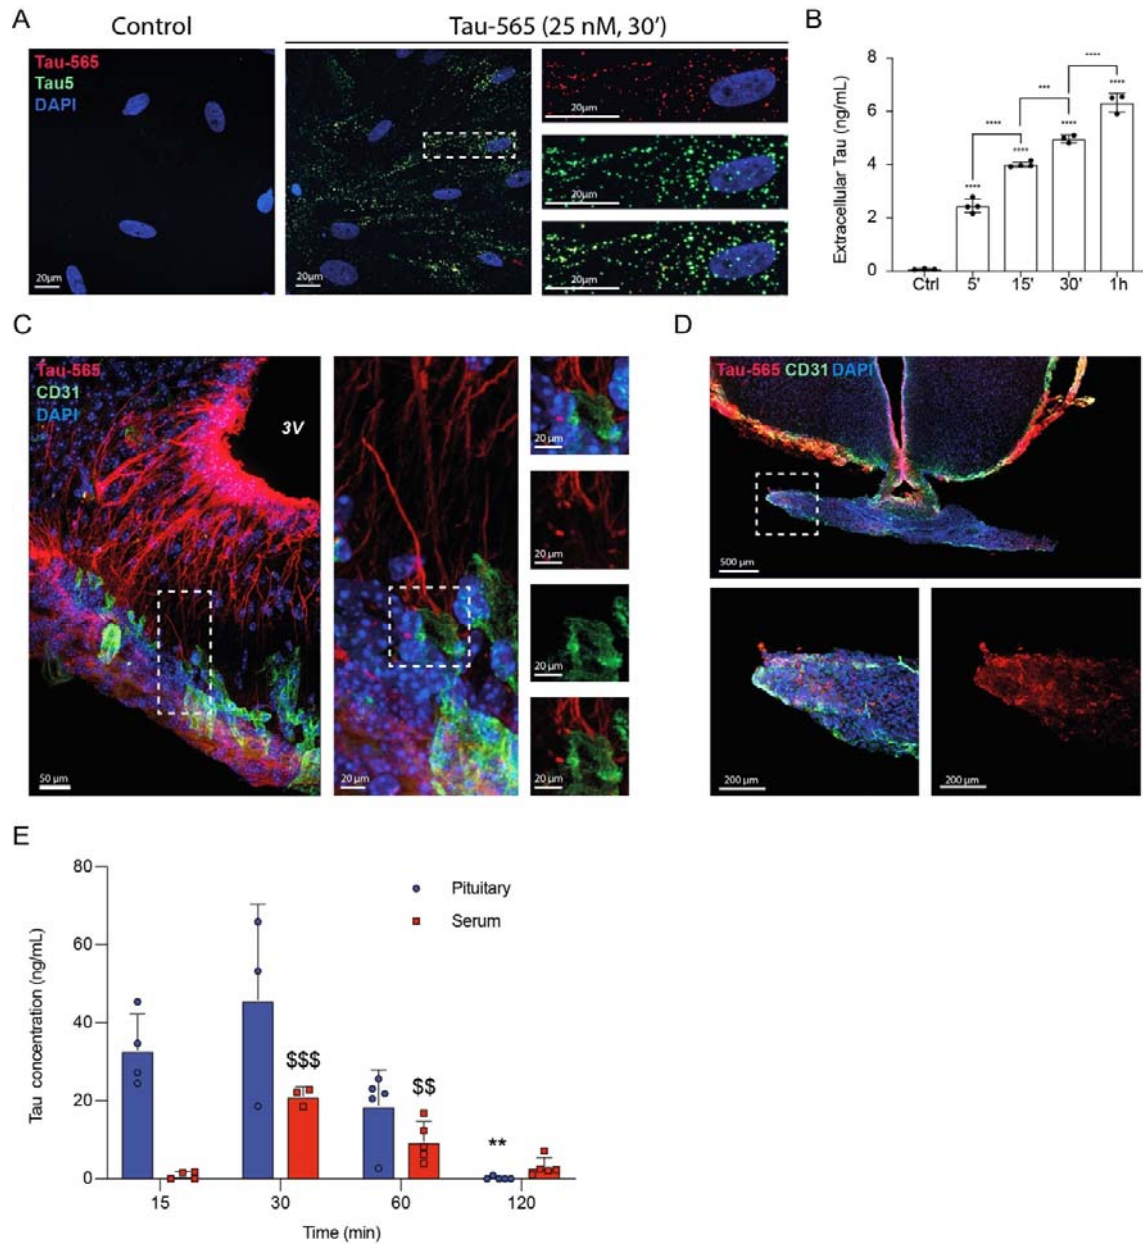 A
Control
Tau-565 (25 nM, 30')
Tau-565
Tau5
DAPI
20µm
20µm
20µm
20µm
20µm
B
Extracellular Tau (ng/mL)
8
6
4
2
0
****
****
***
****
****
****
****
Ctrl
5'
15'
30'
1h
C
Tau-565
CD31
DAPI
3V
50 µm
20 µm
20 µm
20 µm
20 µm
20 µm
D
Tau-565 CD31 DAPI
500 µm
200 µm
200 µm
E
Tau concentration (ng/mL)
80
60
40
20
0
Pituitary
Serum
$$$
$$
**
15
30
60
120
Time (min)